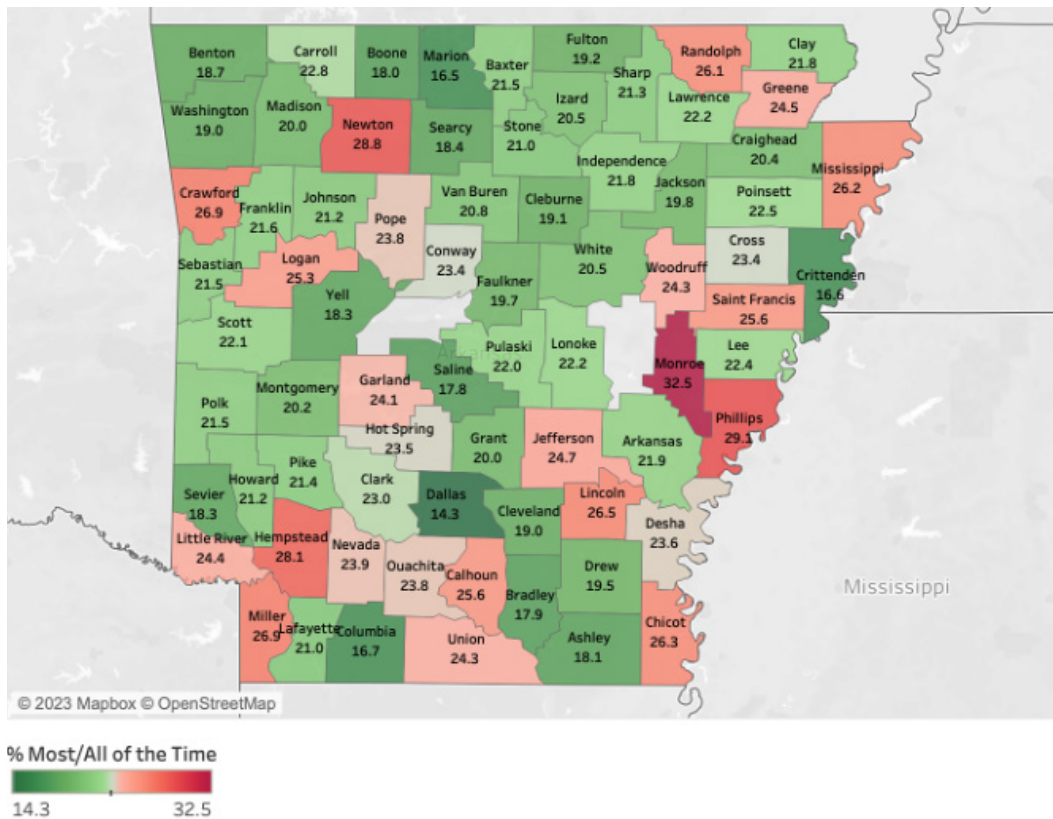 Benton
18.7
Carroll
22.8
Boone
18.0
Marion
16.5
Baxter
21.5
Fulton
19.2
Sharp
21.3
Randolph
26.1
Clay
21.8
Greene
24.5
Lawrence
22.2
Washington
19.0
Madison
20.0
Newton
28.8
Searcy
18.4
Stone
21.0
Izard
20.5
Independence
21.8
Craighead
20.4
Mississippi
26.2
Crawford
26.9
Franklin
21.6
Johnson
21.2
Pope
23.8
Van Buren
20.8
Cleburne
19.1
Jackson
19.8
Poinsett
22.5
Sebastian
21.5
Logan
25.3
Conway
23.4
Faulkner
19.7
White
20.5
Woodruff
24.3
Cross
23.4
Crittenden
16.6
Scott
22.1
Yell
18.3
Saint Francis
25.6
Pulaski
22.0
Lonoke
22.2
Monroe
32.5
Lee
22.4
Polk
21.5
Montgomery
20.2
Garland
24.1
Saline
17.8
Hot Spring
23.5
Grant
20.0
Jefferson
24.7
Arkansas
21.9
Phillips
29.1
Sevier
18.3
Howard
21.2
Pike
21.4
Clark
23.0
Dallas
14.3
Cleveland
19.0
Lincoln
26.5
Desha
23.6
Little River
24.4
Hempstead
28.1
Nevada
23.9
Ouachita
23.8
Calhoun
25.6
Bradley
17.9
Drew
19.5
Miller
26.9
Lafayette
21.0
Columbia
16.7
Union
24.3
Ashley
18.1
Chicot
26.3
Mississippi
© 2023 Mapbox © OpenStreetMap
% Most/All of the Time
14.3 32.5